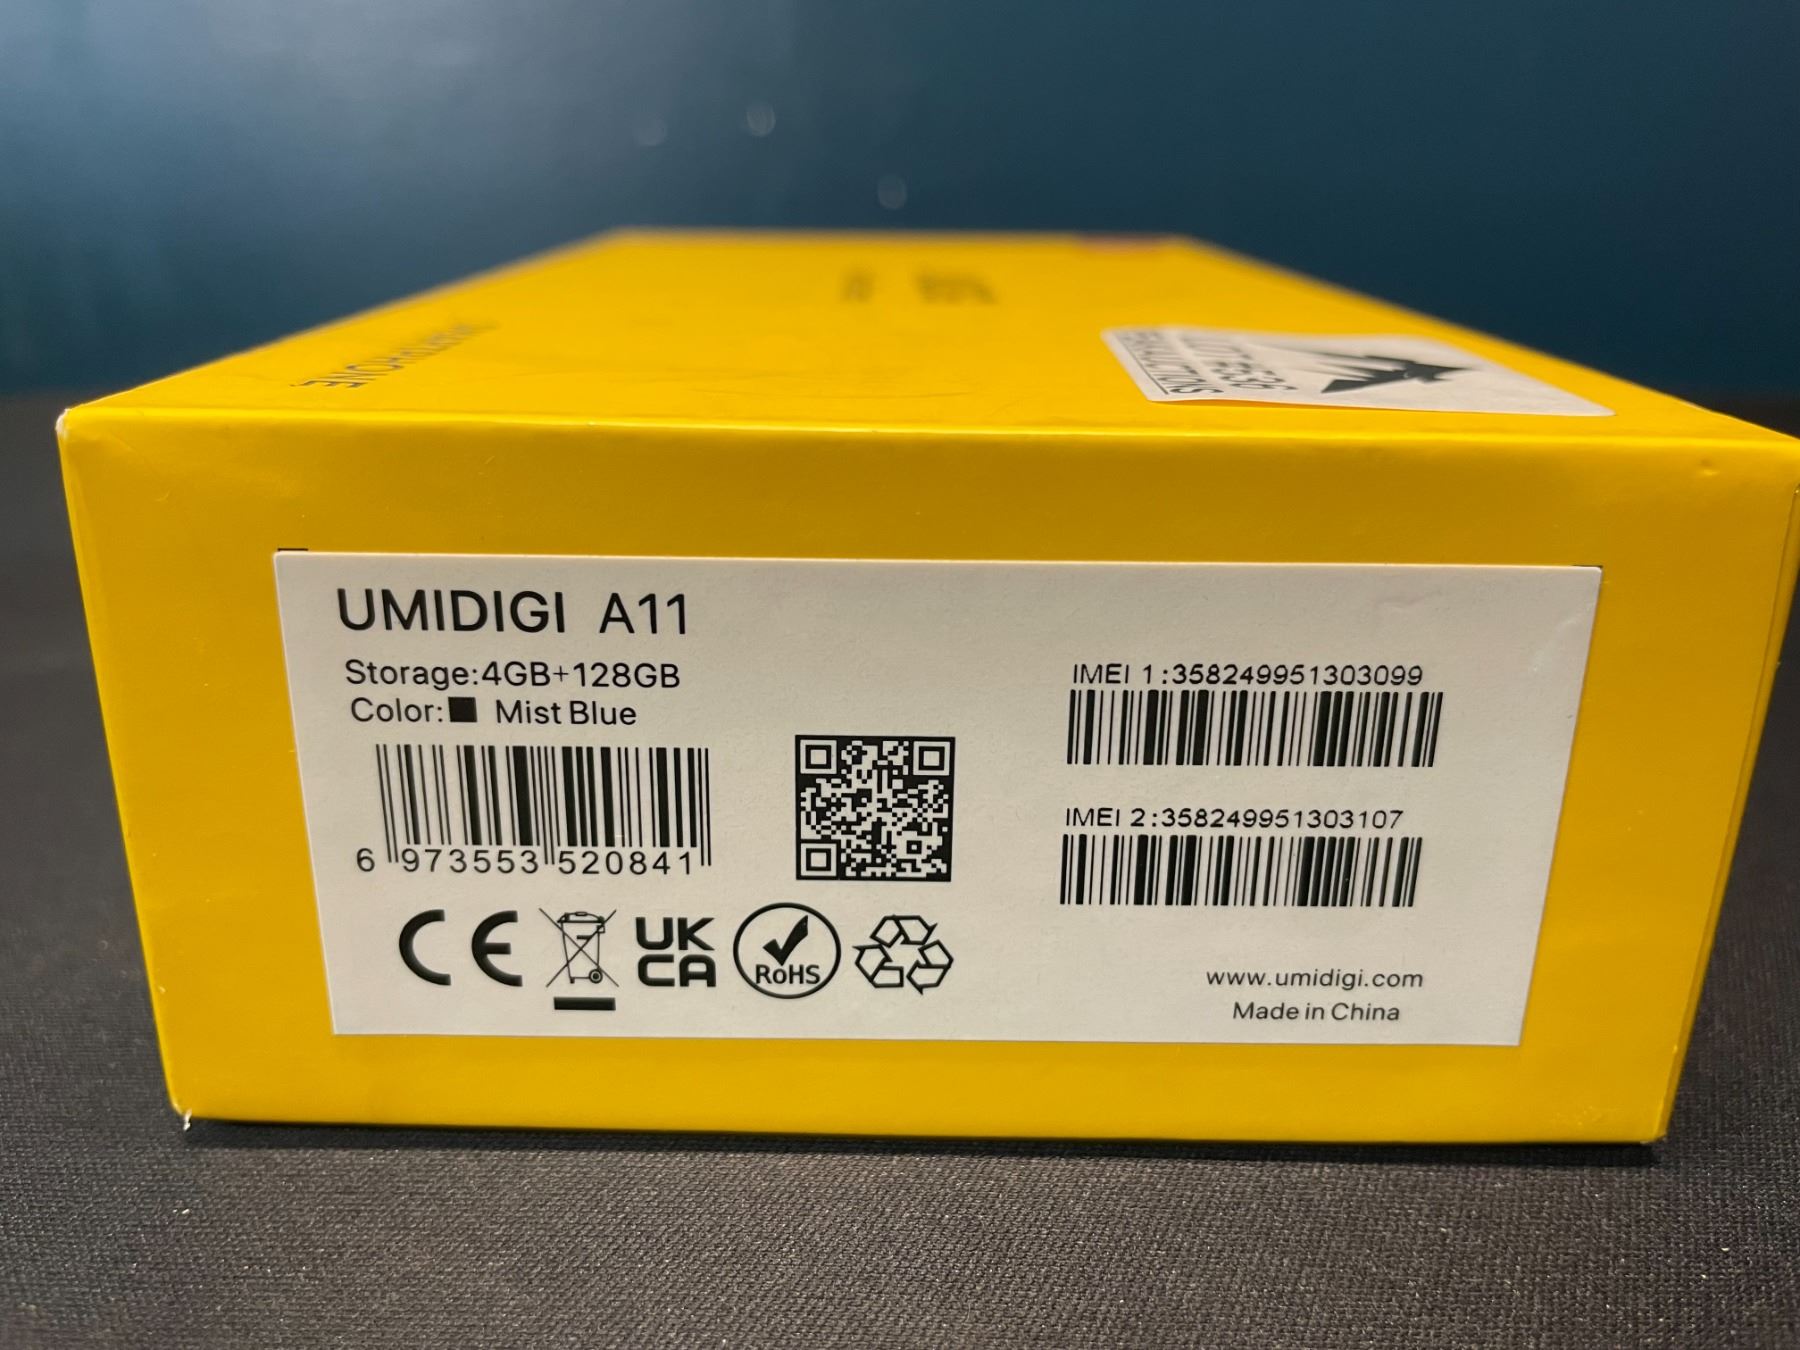 SMARTPHONE
UMIDIGI A11
Storage:4GB+128GB
Color: Mist Blue
6 973553 520841
IMEI 1:358249951303099
IMEI 2:358249951303107
CE
UK
CA
RoHS
www.umidigi.com
Made in China